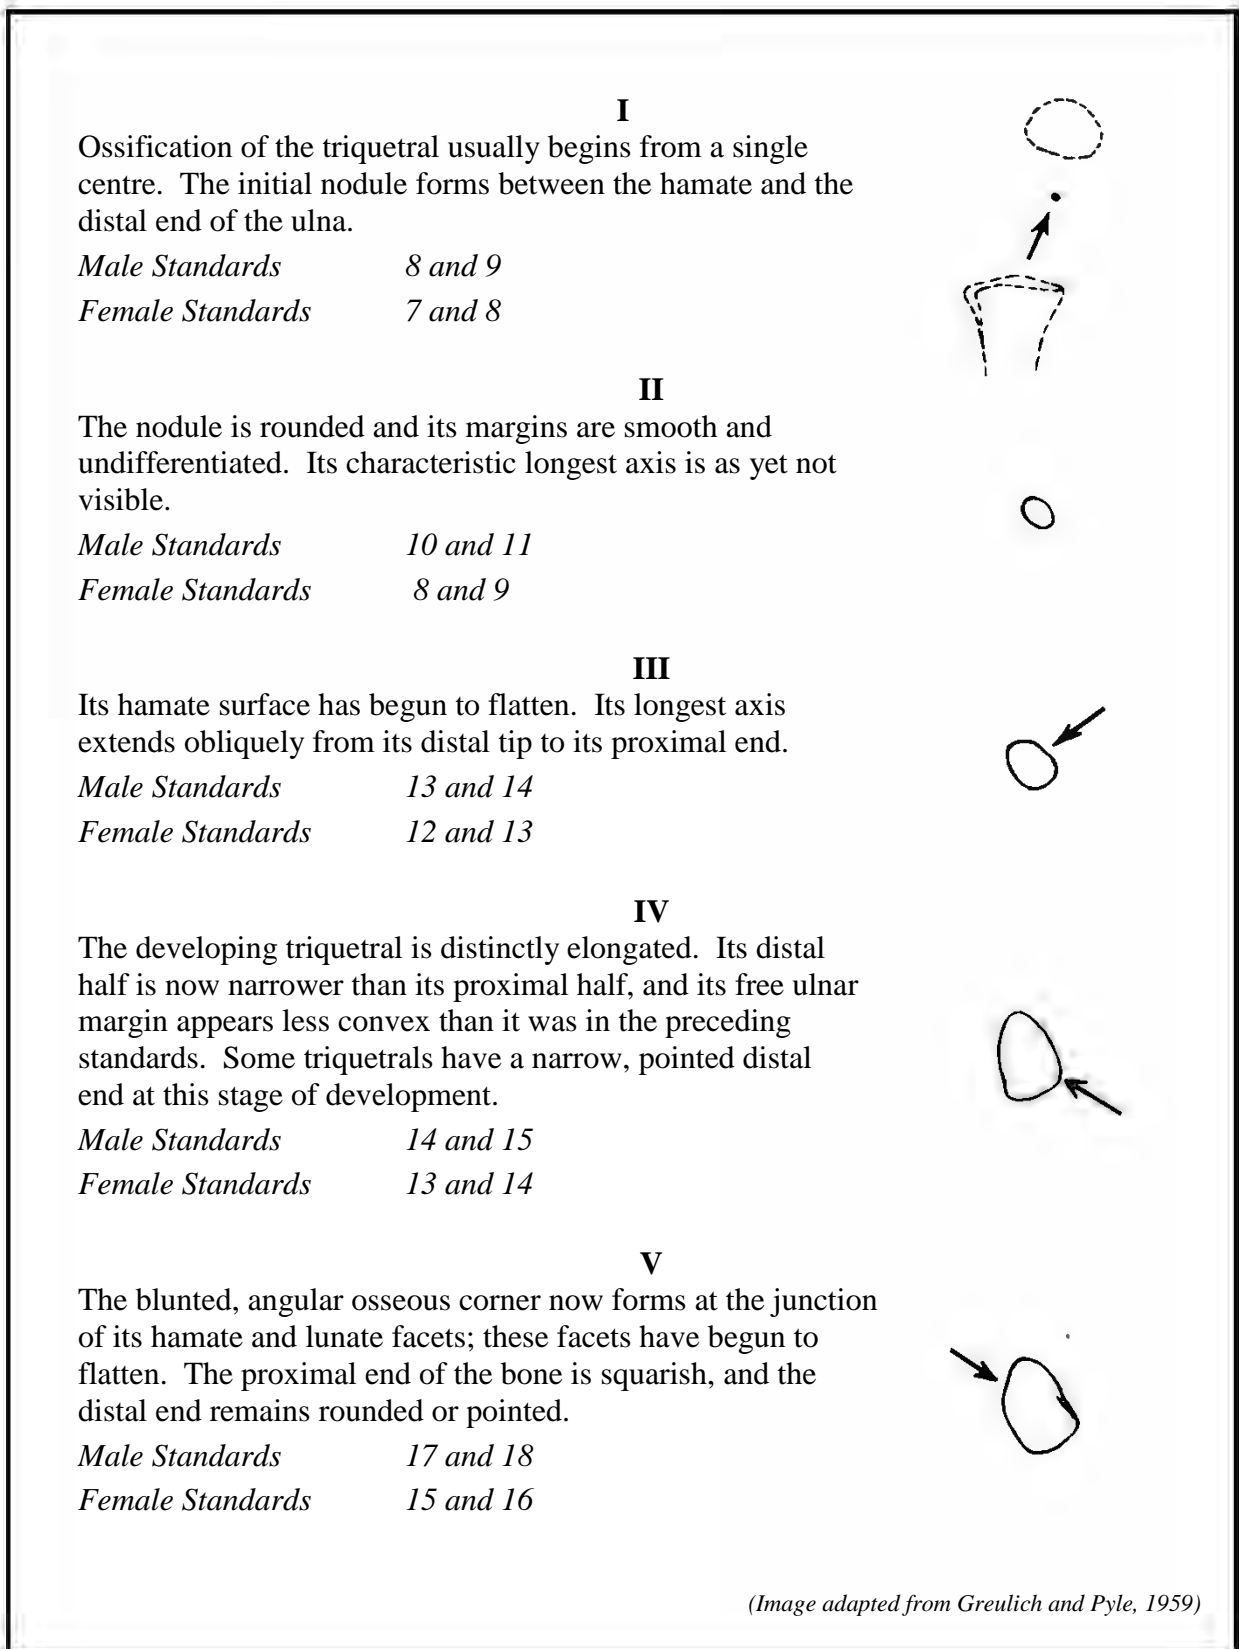 I
Ossification of the triquetral usually begins from a single
centre. The initial nodule forms between the hamate and the
distal end of the ulna.
Male Standards 8 and 9
Female Standards 7 and 8
II
The nodule is rounded and its margins are smooth and
undifferentiated. Its characteristic longest axis is as yet not
visible.
Male Standards 10 and 11
Female Standards 8 and 9
III
Its hamate surface has begun to flatten. Its longest axis
extends obliquely from its distal tip to its proximal end.
Male Standards 13 and 14
Female Standards 12 and 13
IV
The developing triquetral is distinctly elongated. Its distal
half is now narrower than its proximal half, and its free ulnar
margin appears less convex than it was in the preceding
standards. Some triquetrals have a narrow, pointed distal
end at this stage of development.
Male Standards 14 and 15
Female Standards 13 and 14
V
The blunted, angular osseous corner now forms at the junction
of its hamate and lunate facets; these facets have begun to
flatten. The proximal end of the bone is squarish, and the
distal end remains rounded or pointed.
Male Standards 17 and 18
Female Standards 15 and 16
(Image adapted from Greulich and Pyle, 1959)